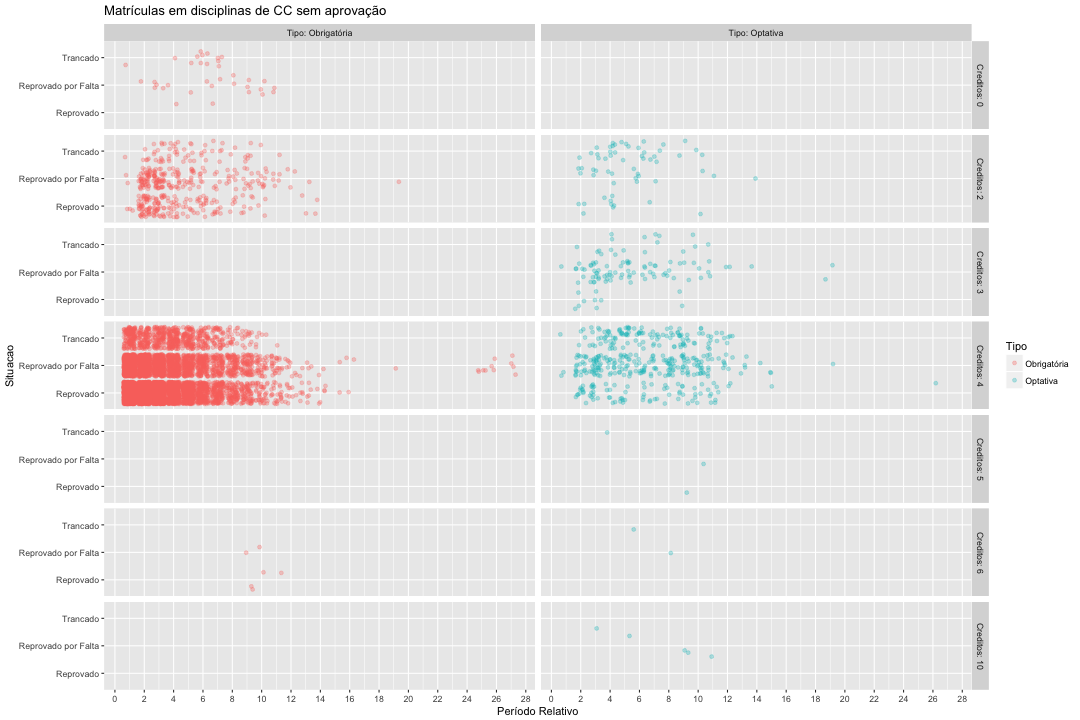 Matrículas em disciplinas de CC sem aprovação
Tipo: Obrigatória
Tipo: Optativa
Trancado
Reprovado por Falta
Reprovado
Creditos: 0
Trancado
Reprovado por Falta
Reprovado
Creditos: 2
Trancado
Reprovado por Falta
Reprovado
Creditos: 3
Trancado
Reprovado por Falta
Reprovado
Creditos: 4
Trancado
Reprovado por Falta
Reprovado
Creditos: 5
Trancado
Reprovado por Falta
Reprovado
Creditos: 6
Trancado
Reprovado por Falta
Reprovado
Creditos: 10
Situacao
0 2 4 6 8 10 12 14 16 18 20 22 24 26 28
0 2 4 6 8 10 12 14 16 18 20 22 24 26 28
Período Relativo
Tipo
Obrigatória
Optativa